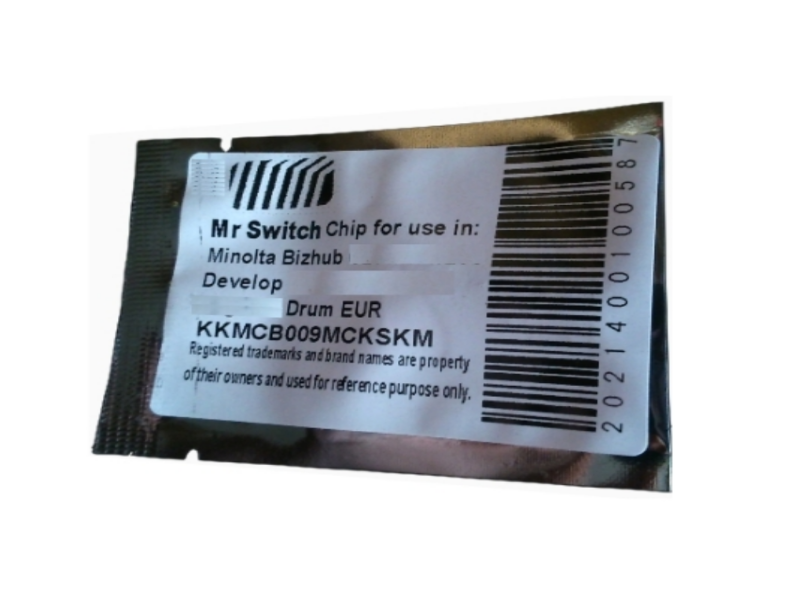 Mr Switch Chip for use in:
Minolta Bizhub
Develop
Drum EUR
KKMCB009MCKSKM
Registered trademarks and brand names are property
of their owners and used for reference purpose only.
2021400100587